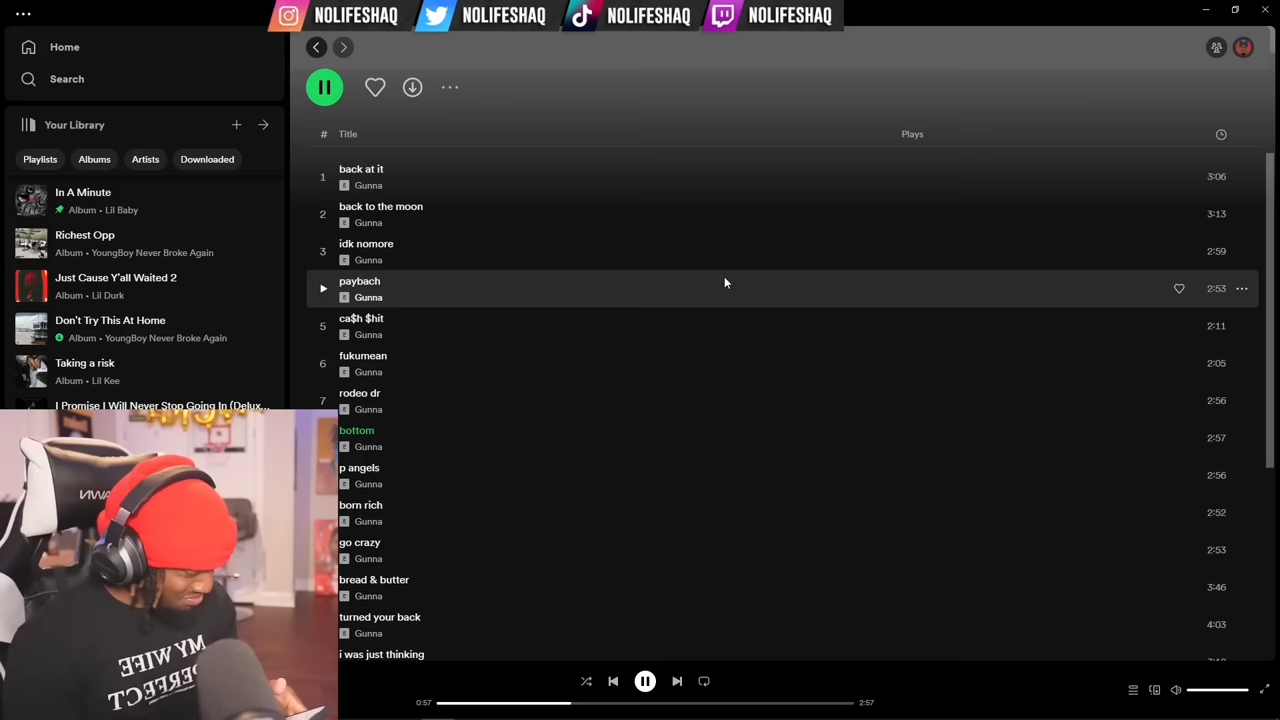 NOLIFESHAQ NOLIFESHAQ NOLIFESHAQ NOLIFESHAQ
Home
Search
Your Library
Playlists Albums Artists Downloaded
In A Minute
Album • Lil Baby
Richest Opp
Album • YoungBoy Never Broke Again
Just Cause Y'all Waited 2
Album • Lil Durk
Don't Try This At Home
Album • YoungBoy Never Broke Again
Taking a risk
Album • Lil Kee
I Promise I Will Never Stop Going In (Delux...
# Title Plays
1 back at it 3:06
E Gunna
2 back to the moon 3:13
E Gunna
3 idk nomore 2:59
E Gunna
paybach 2:53
E Gunna
5 ca$h $hit 2:11
E Gunna
6 fukumean 2:05
E Gunna
7 rodeo dr 2:56
E Gunna
bottom 2:57
E Gunna
p angels 2:56
E Gunna
born rich 2:52
E Gunna
go crazy 2:53
E Gunna
bread & butter 3:46
E Gunna
turned your back 4:03
E Gunna
i was just thinking
0:57 2:57
MY WIFE
PERFECT